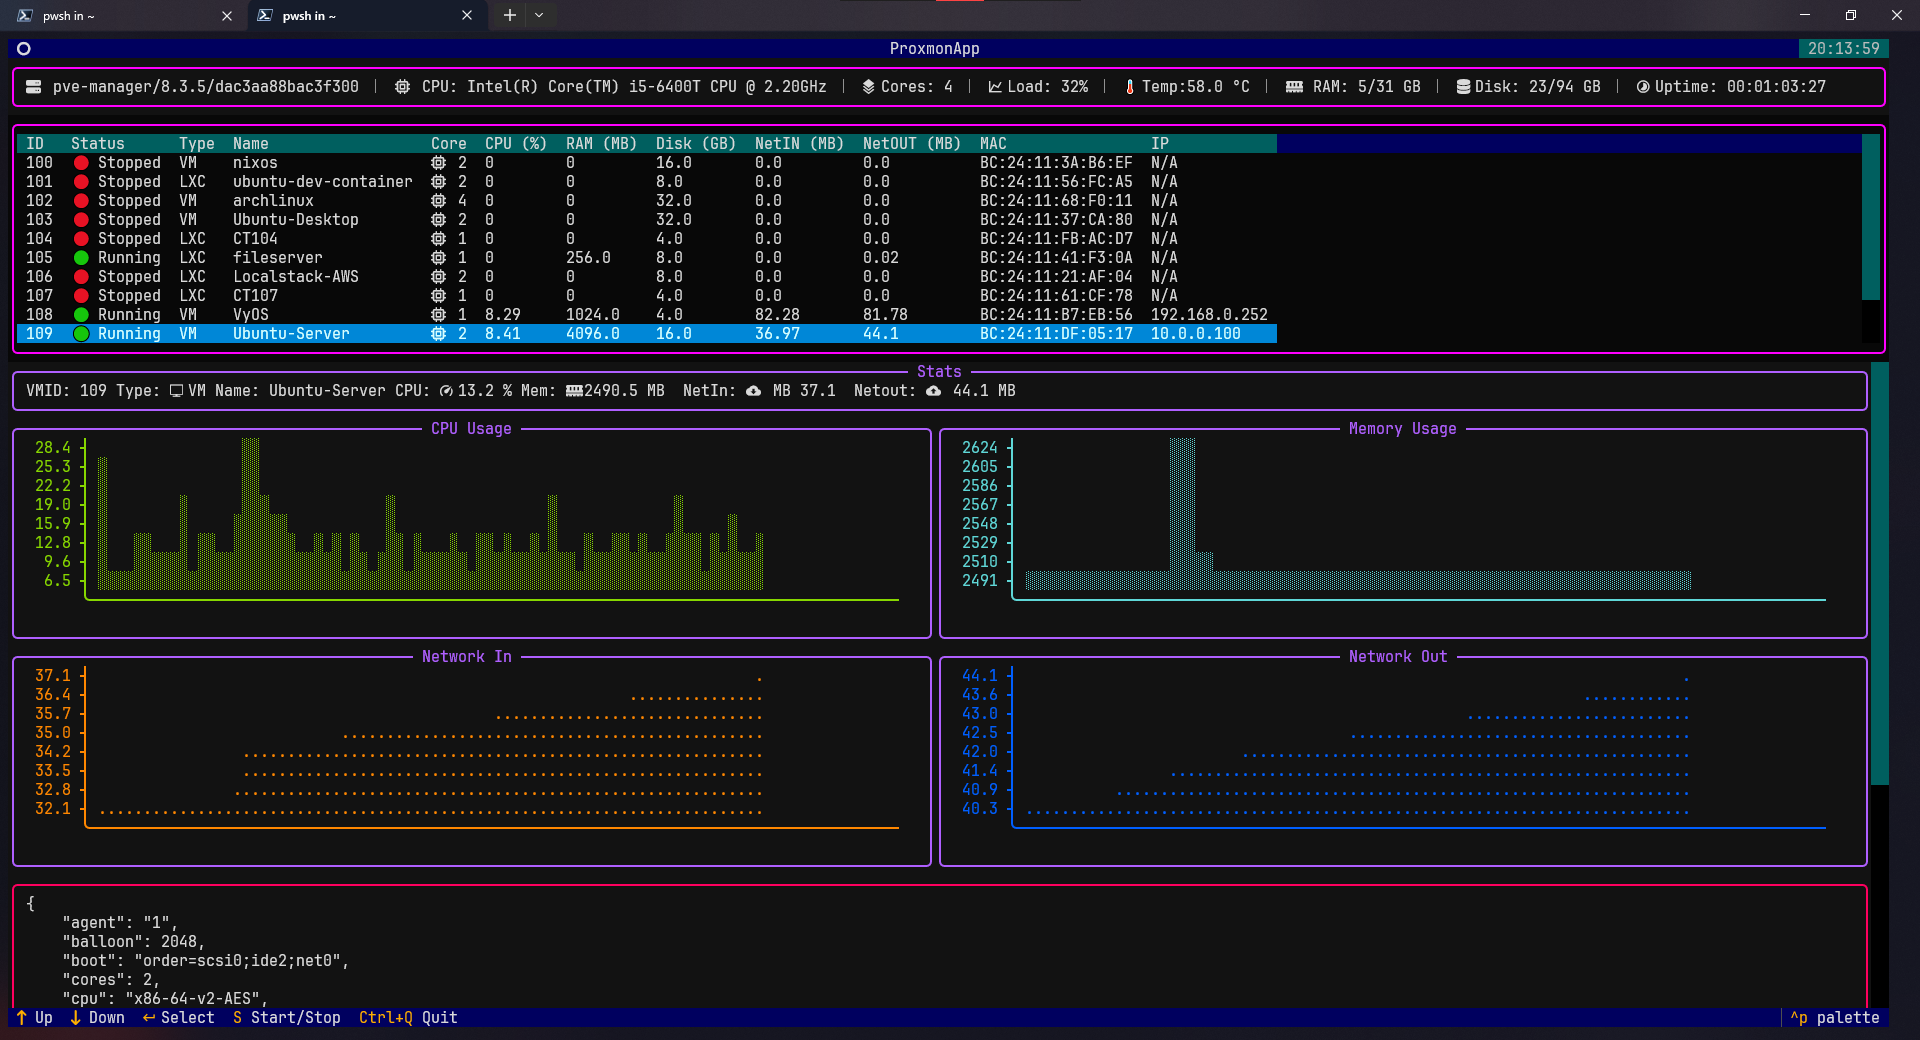 pwsh in ~ pwsh in ~
ProxmonApp 20:13:59
pve-manager/8.3.5/dac3aa88bac3f300 | CPU: Intel(R) Core(TM) i5-6400T CPU @ 2.20GHz | Cores: 4 | Load: 32% | Temp:58.0 °C | RAM: 5/31 GB | Disk: 23/94 GB | Uptime: 00:01:03:27
ID Status Type Name Core CPU (%) RAM (MB) Disk (GB) NetIN (MB) NetOUT (MB) MAC IP
100 Stopped VM nixos 2 0 0 16.0 0.0 0.0 BC:24:11:3A:B6:EF N/A
101 Stopped LXC ubuntu-dev-container 2 0 0 8.0 0.0 0.0 BC:24:11:56:FC:A5 N/A
102 Stopped VM archlinux 4 0 0 32.0 0.0 0.0 BC:24:11:68:F0:11 N/A
103 Stopped VM Ubuntu-Desktop 2 0 0 32.0 0.0 0.0 BC:24:11:37:CA:80 N/A
104 Stopped LXC CT104 1 0 0 4.0 0.0 0.0 BC:24:11:FB:AC:D7 N/A
105 Running LXC fileserver 1 0 256.0 8.0 0.0 0.02 BC:24:11:41:F3:0A N/A
106 Stopped LXC Localstack-AWS 2 0 0 8.0 0.0 0.0 BC:24:11:21:AF:04 N/A
107 Stopped LXC CT107 1 0 0 4.0 0.0 0.0 BC:24:11:61:CF:78 N/A
108 Running VM VyOS 1 8.29 1024.0 4.0 82.28 81.78 BC:24:11:B7:EB:56 192.168.0.252
109 Running VM Ubuntu-Server 2 8.41 4096.0 16.0 36.97 44.1 BC:24:11:DF:05:17 10.0.0.100
Stats
VMID: 109 Type: VM Name: Ubuntu-Server CPU: 13.2 % Mem: 2490.5 MB NetIn: MB 37.1 Netout: 44.1 MB
CPU Usage
28.4
25.3
22.2
19.0
15.9
12.8
9.6
6.5
Memory Usage
2624
2605
2586
2567
2548
2529
2510
2491
Network In
37.1
36.4
35.7
35.0
34.2
33.5
32.8
32.1
Network Out
44.1
43.6
43.0
42.5
42.0
41.4
40.9
40.3
{
"agent": "1",
"balloon": 2048,
"boot": "order=scsi0;ide2;net0",
"cores": 2,
"cpu": "x86-64-v2-AES",
↑ Up ↓ Down ↵ Select S Start/Stop Ctrl+Q Quit ^p palette